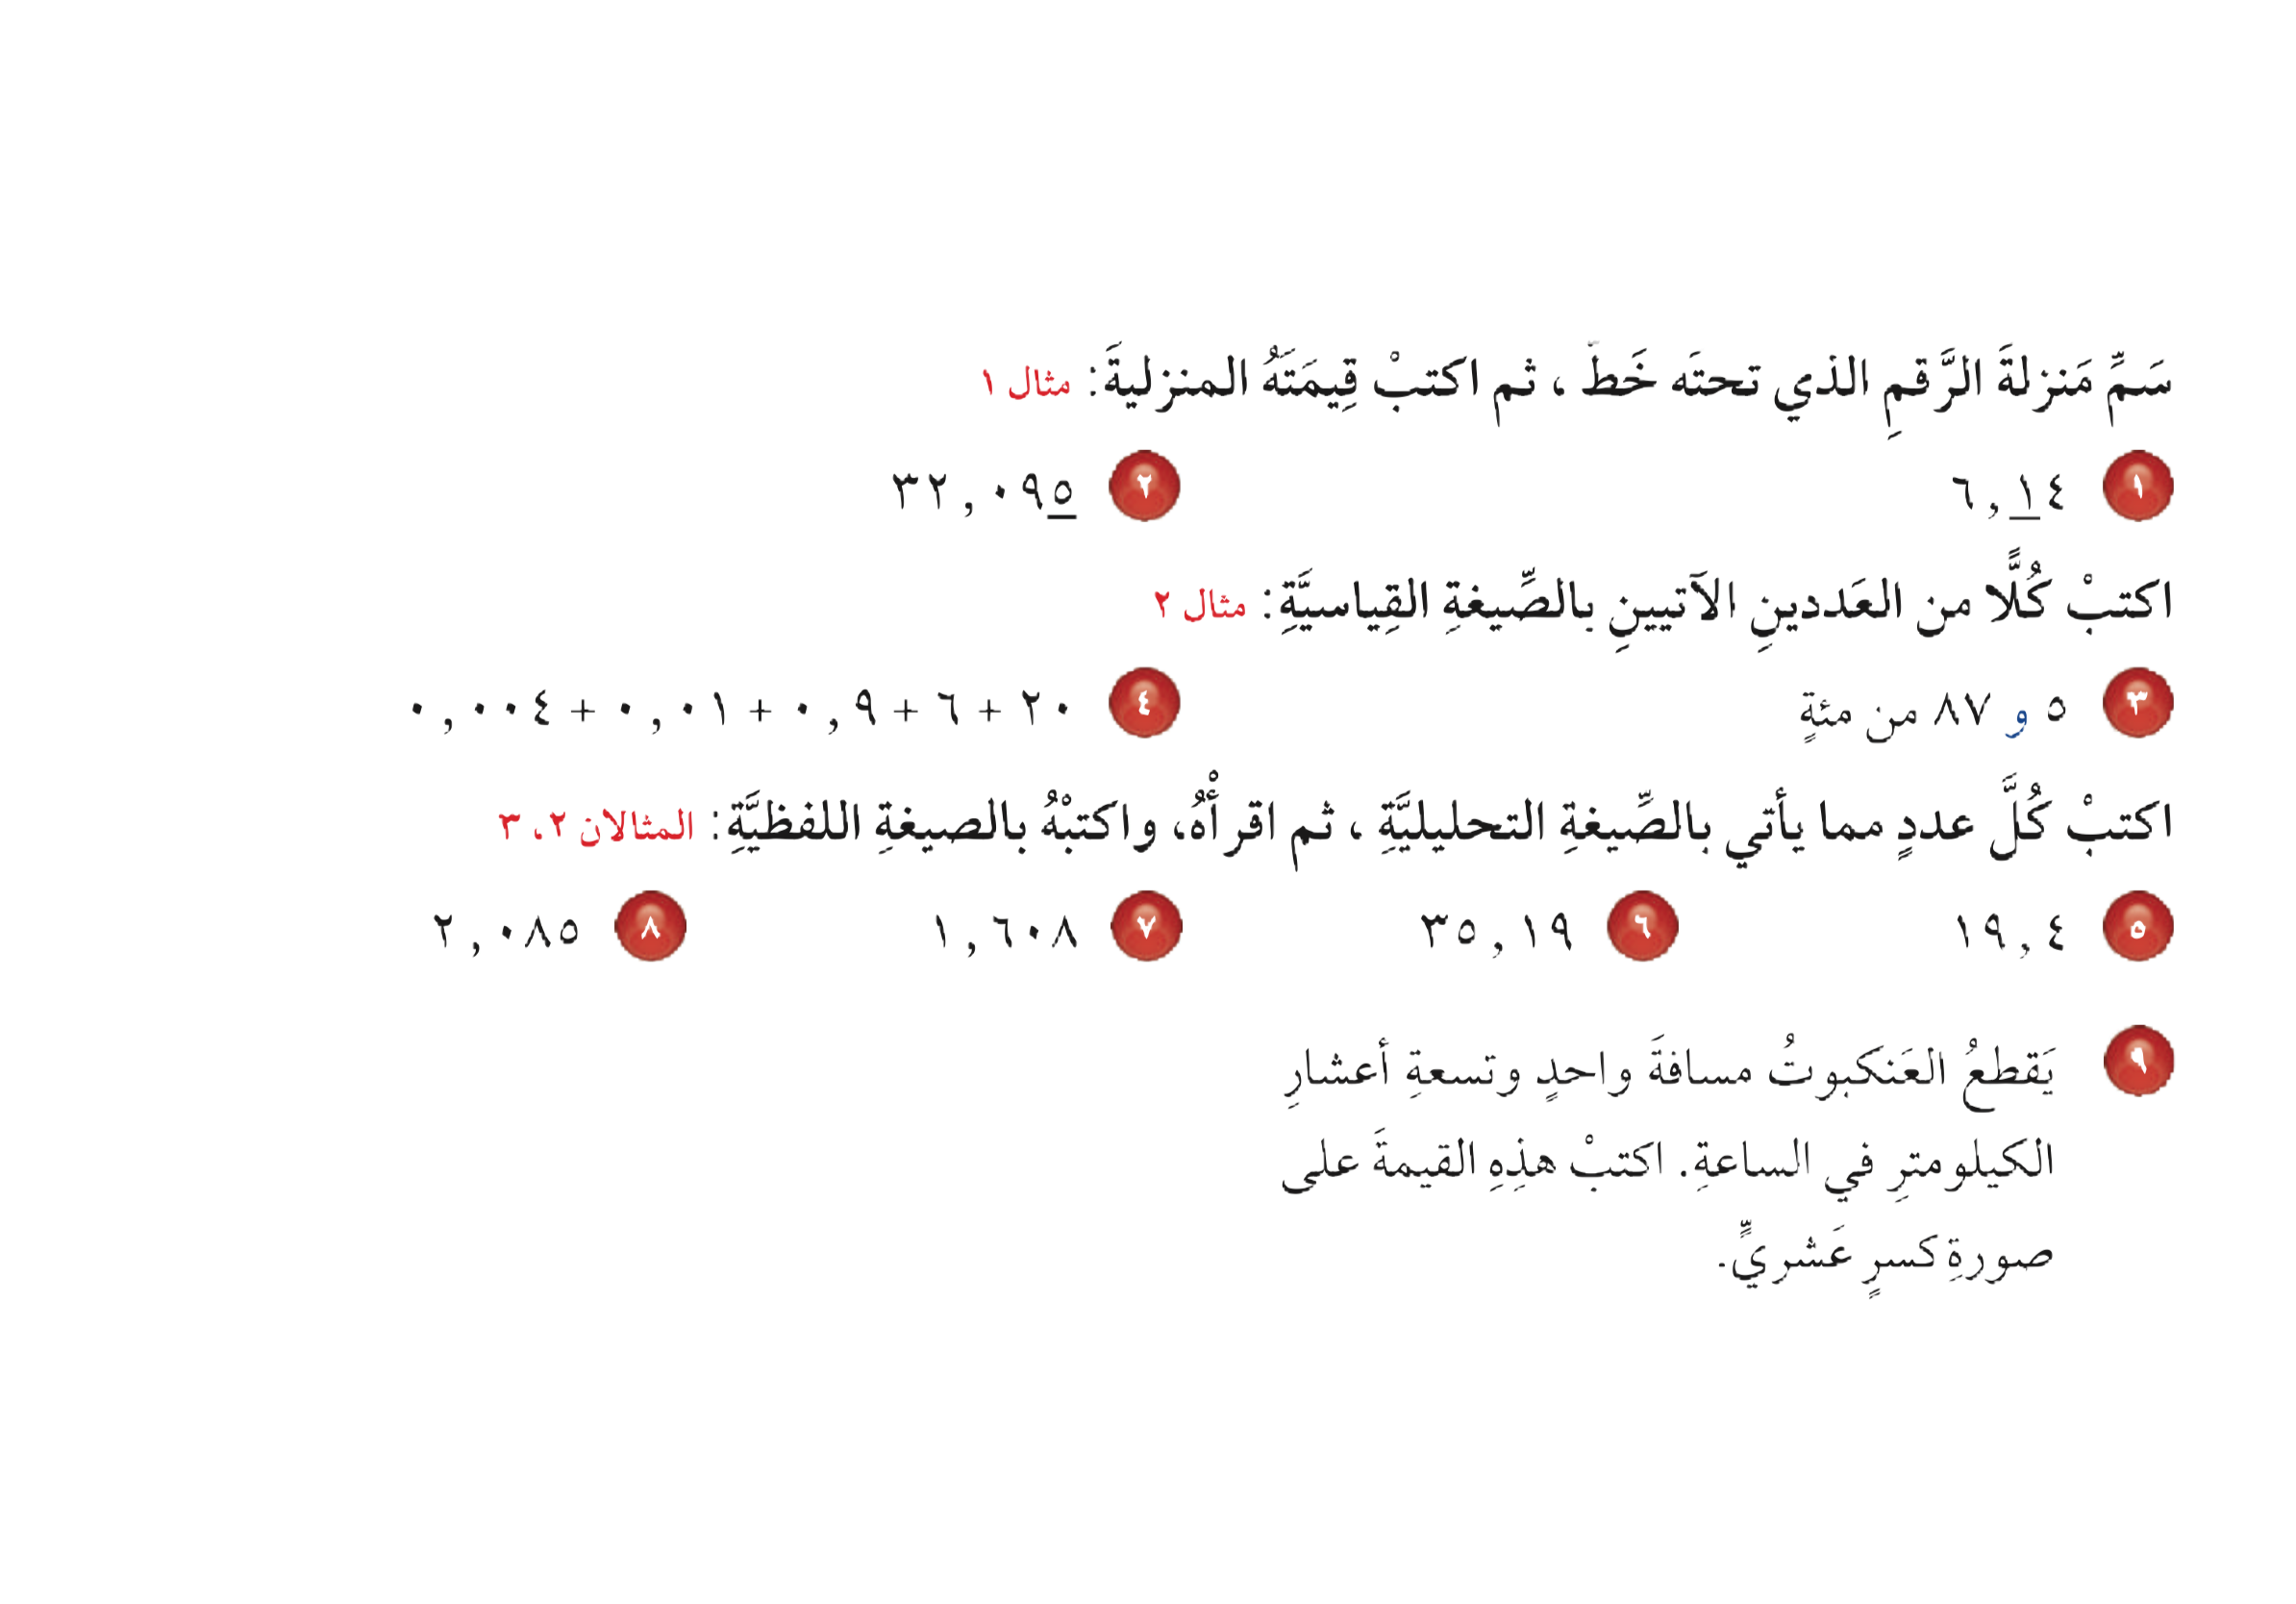 سَمِّ مَنزلةَ الرَّقمِ الذي تحتَه خَطّ ، ثم اكتبْ قِيمَتَهُ المنزليةَ: مثال ١
١ ٦,١٤ ٢ ٣٢,٠٩٥
اكتبْ كُلًّا من العَددينِ الآتيينِ بالصِّيغةِ القِياسيَّةِ: مثال ٢
٣ ٥ و ٨٧ من مئةٍ ٤ ٢٠ + ٦ + ٠,٩ + ٠,٠١ + ٠,٠٠٤
اكتبْ كُلَّ عددٍ مما يأتي بالصِّيغةِ التحليليَّةِ ، ثم اقرأْهُ، واكتبْهُ بالصيغةِ اللفظيَّةِ: المثالان ٢، ٣
٥ ١٩,٤ ٦ ٣٥,١٩ ٧ ١,٦٠٨ ٨ ٢,٠٨٥
٩ يَقطعُ العَنكبوتُ مسافةَ واحدٍ وتسعةِ أعشارِ
الكيلومترِ في الساعةِ. اكتبْ هذِهِ القيمةَ على
صورةِ كسرٍ عَشريٍّ.